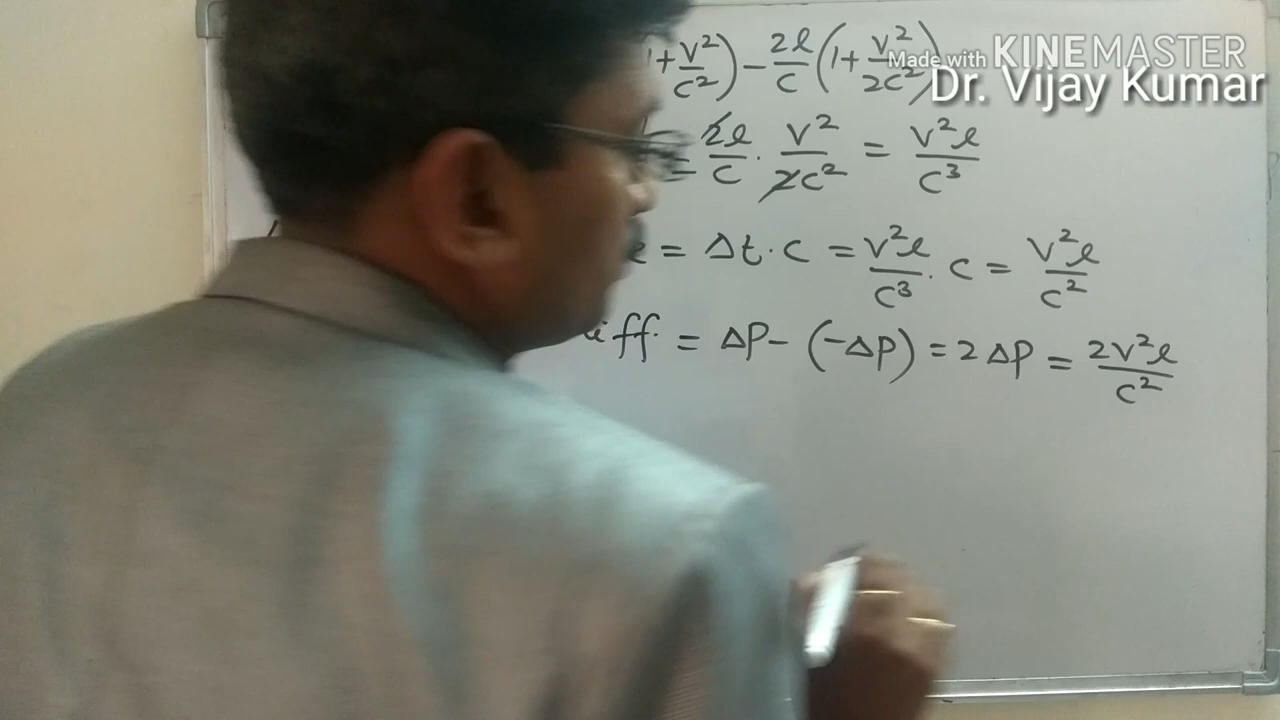 1+v²/c²) − 2l/c (1+v²/2c²)
= 2l/c · v²/2c² = v²l/c³
= Δt·c = v²l/c³ · c = v²l/c²
iff = ΔP − (−ΔP) = 2ΔP = 2v²l/c²
Made with KINEMASTER
Dr. Vijay Kumar